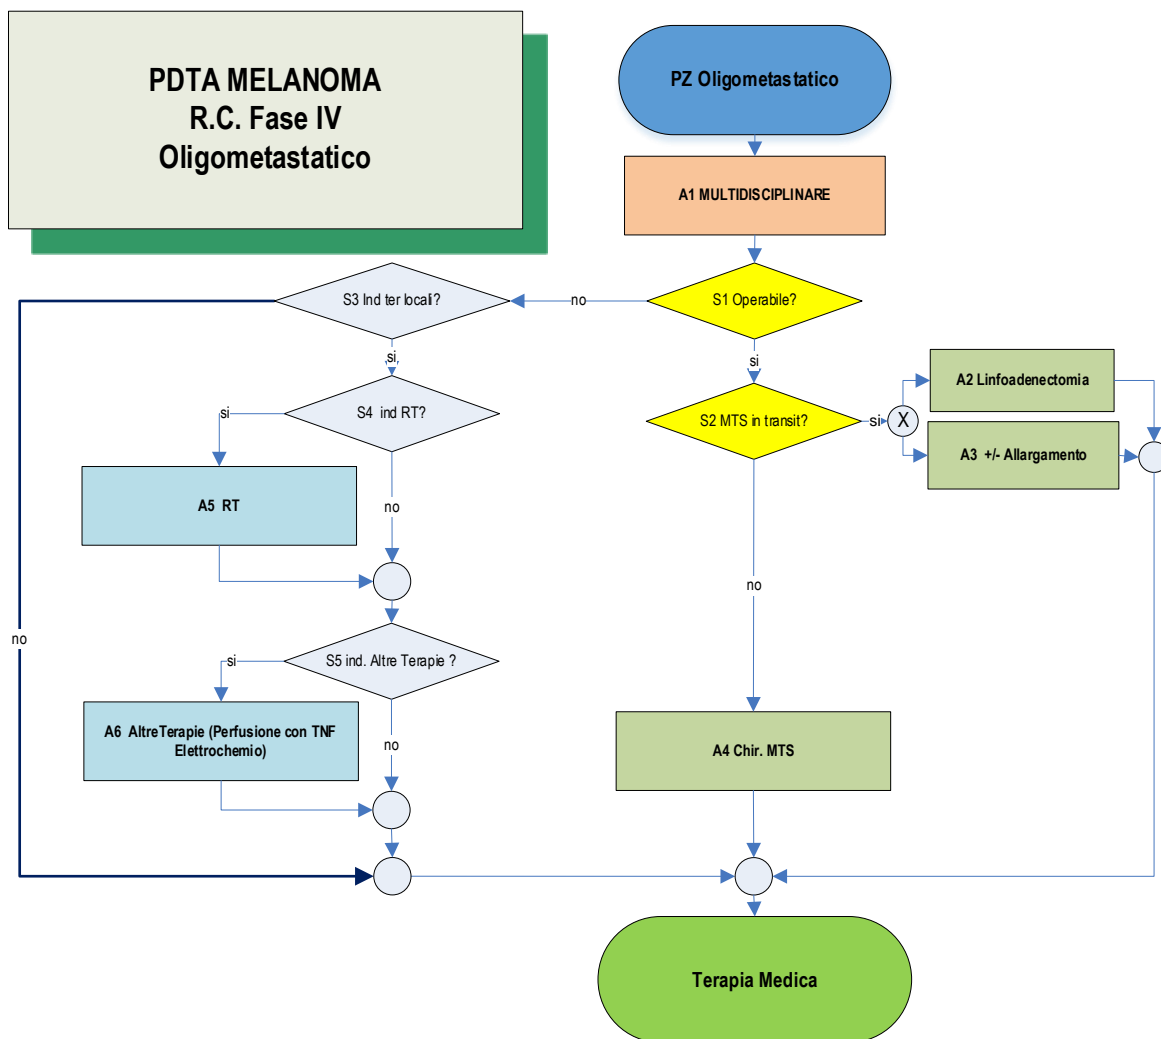 PDTA MELANOMA
R.C. Fase IV
Oligometastatico
PZ Oligometastatico
A1 MULTIDISCIPLINARE
S3 Ind ter locali?
no
S1 Operabile?
si
si
S4 ind RT?
si
S2 MTS in transit?
si
X
A2 Linfoadenectomia
A3 +/- Allargamento
A5 RT
no
no
no
S5 ind. Altre Terapie ?
si
A6 AltreTerapie (Perfusione con TNF
Elettrochemio)
no
A4 Chir. MTS
Terapia Medica